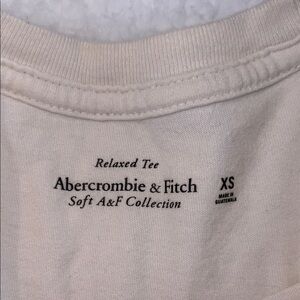 Relaxed Tee
Abercrombie & Fitch
Soft A&F Collection
XS
MADE IN
GUATEMALA